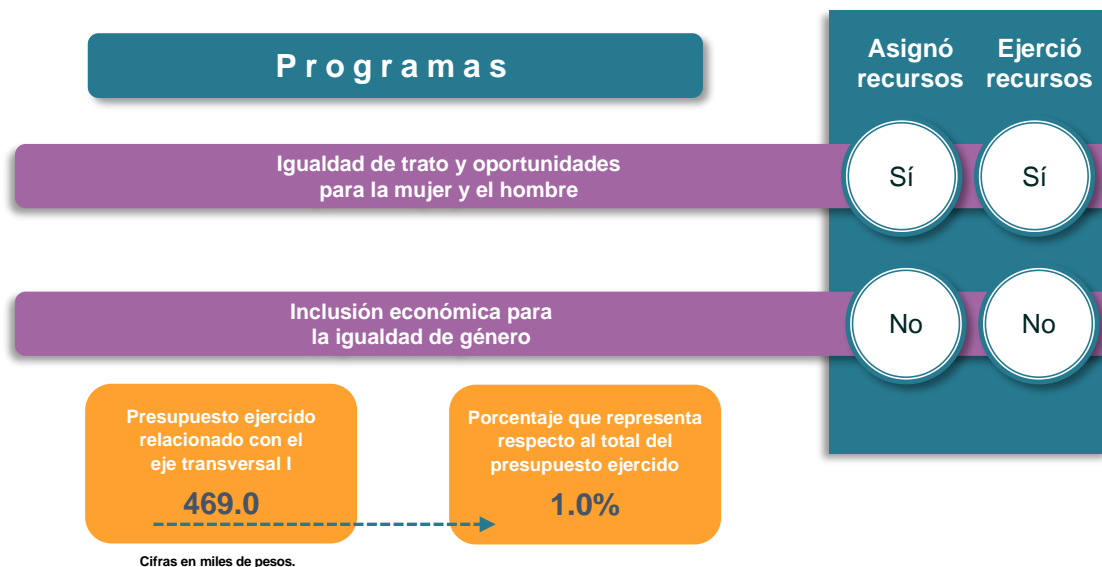 Programas
Asignó
recursos
Ejerció
recursos
Igualdad de trato y oportunidades
para la mujer y el hombre
Sí
Sí
Inclusión económica para
la igualdad de género
No
No
Presupuesto ejercido
relacionado con el
eje transversal I
469.0
Porcentaje que representa
respecto al total del
presupuesto ejercido
1.0%
Cifras en miles de pesos.